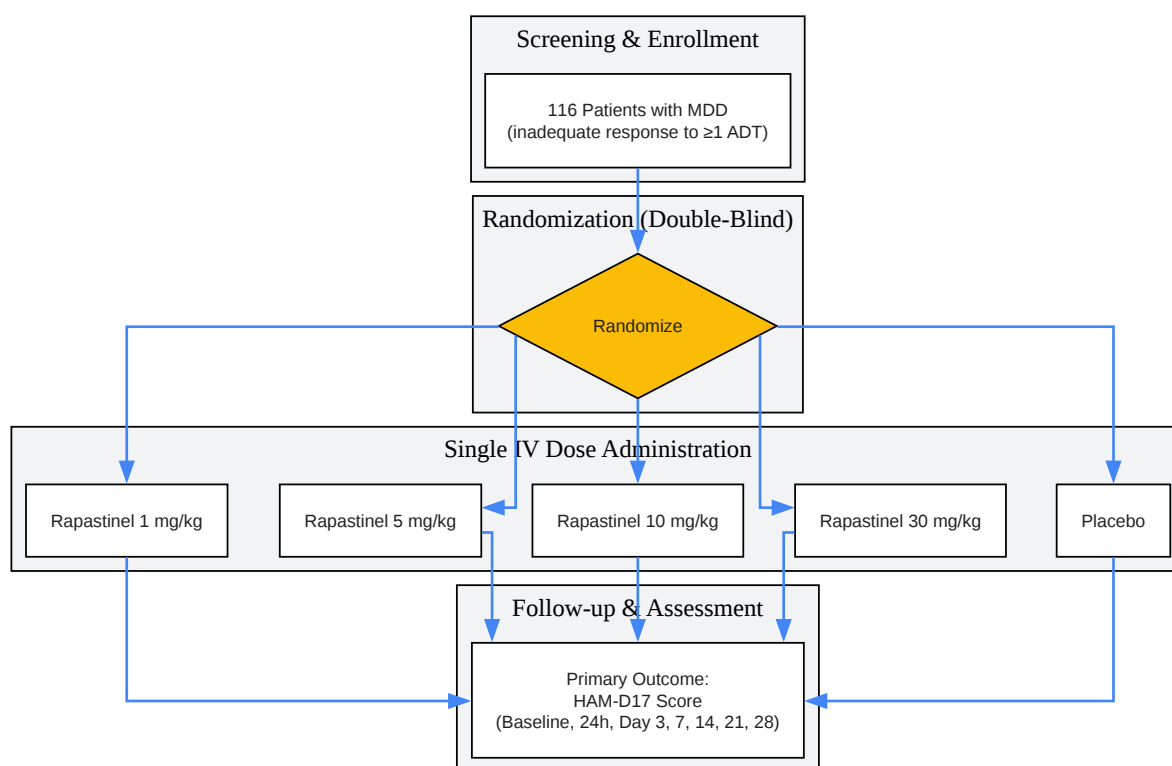 Screening & Enrollment
116 Patients with MDD
(inadequate response to ≥1 ADT)
Randomization (Double-Blind)
Randomize
Single IV Dose Administration
Rapastinel 1 mg/kg
Rapastinel 5 mg/kg
Rapastinel 10 mg/kg
Rapastinel 30 mg/kg
Placebo
Follow-up & Assessment
Primary Outcome:
HAM-D17 Score
(Baseline, 24h, Day 3, 7, 14, 21, 28)